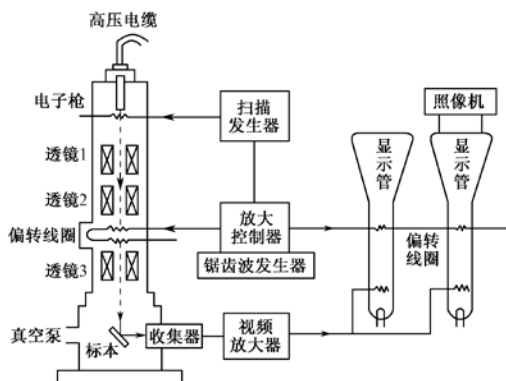 高压电缆
电子枪
扫描
发生器
照像机
透镜1
显示管
显示管
透镜2
偏转线圈
放大
控制器
偏转
线圈
锯齿波发生器
透镜3
真空泵
标本
收集器
视频
放大器